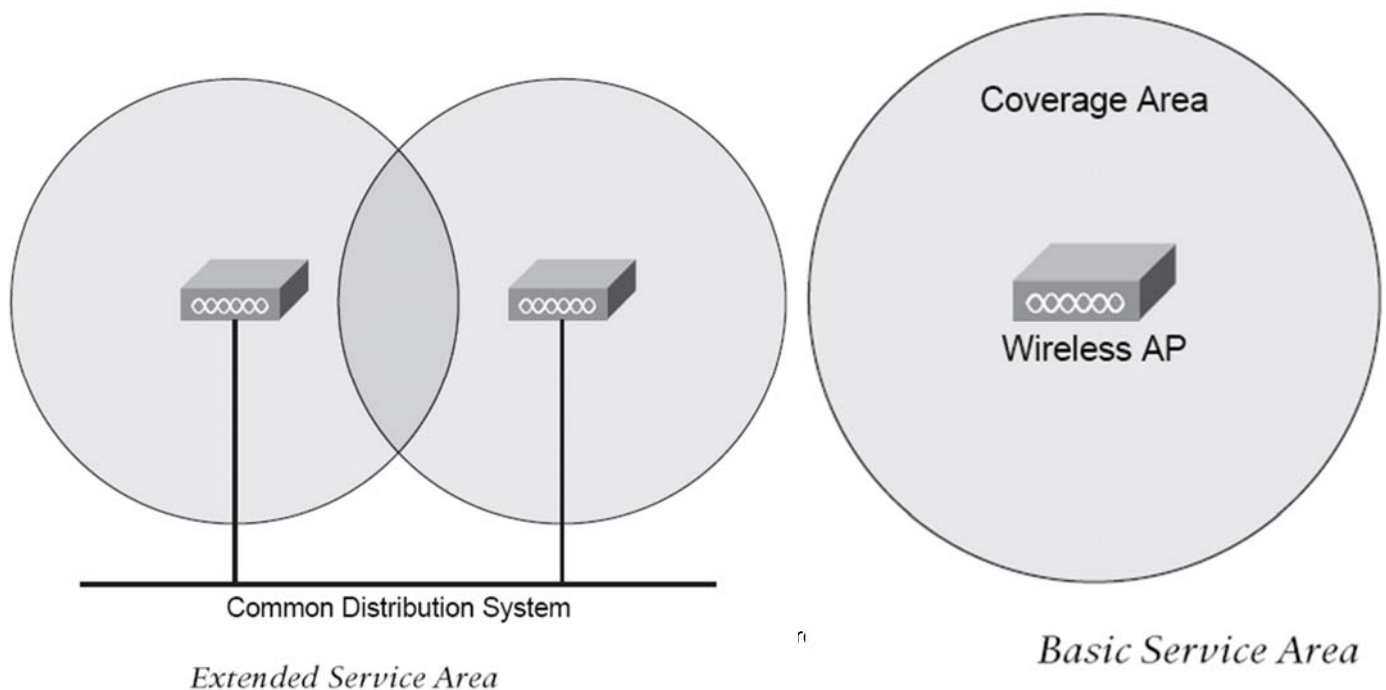 Common Distribution System
Extended Service Area
Coverage Area
Wireless AP
Basic Service Area